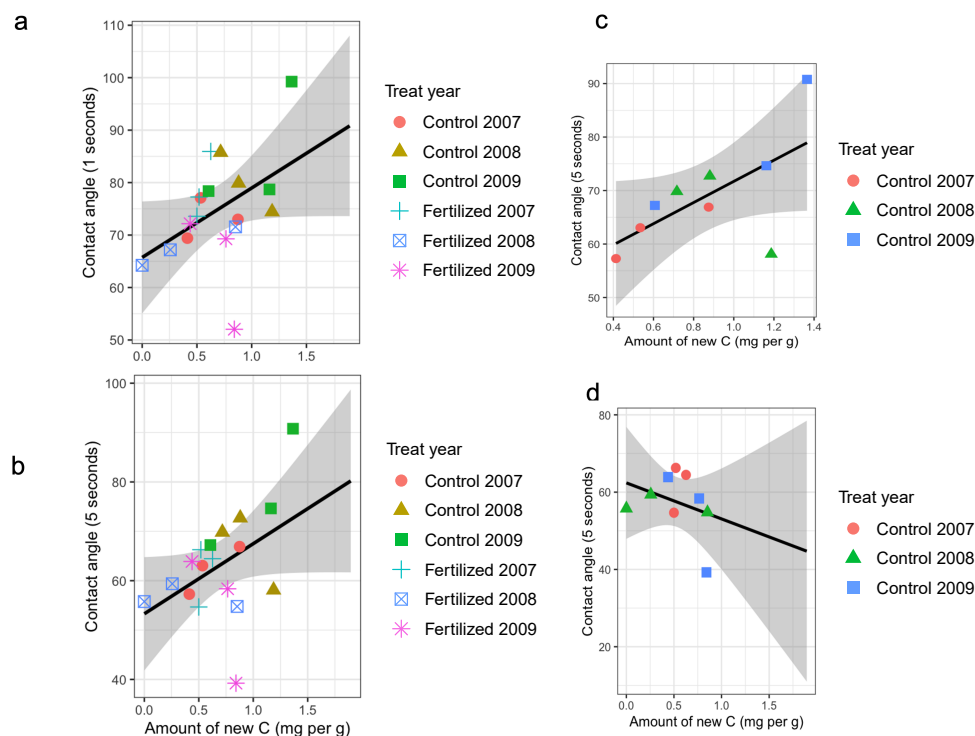 a
Contact angle (1 seconds)
110
100
90
80
70
60
50
0.0 0.5 1.0 1.5
Treat year
Control 2007
Control 2008
Control 2009
Fertilized 2007
Fertilized 2008
Fertilized 2009
b
Contact angle (5 seconds)
100
80
60
40
0.0 0.5 1.0 1.5
Amount of new C (mg per g)
Treat year
Control 2007
Control 2008
Control 2009
Fertilized 2007
Fertilized 2008
Fertilized 2009
c
Contact angle (5 seconds)
90
80
70
60
50
0.4 0.6 0.8 1.0 1.2 1.4
Amount of new C (mg per g)
Treat year
Control 2007
Control 2008
Control 2009
d
Contact angle (5 seconds)
80
60
40
20
0.0 0.5 1.0 1.5
Amount of new C (mg per g)
Treat year
Control 2007
Control 2008
Control 2009